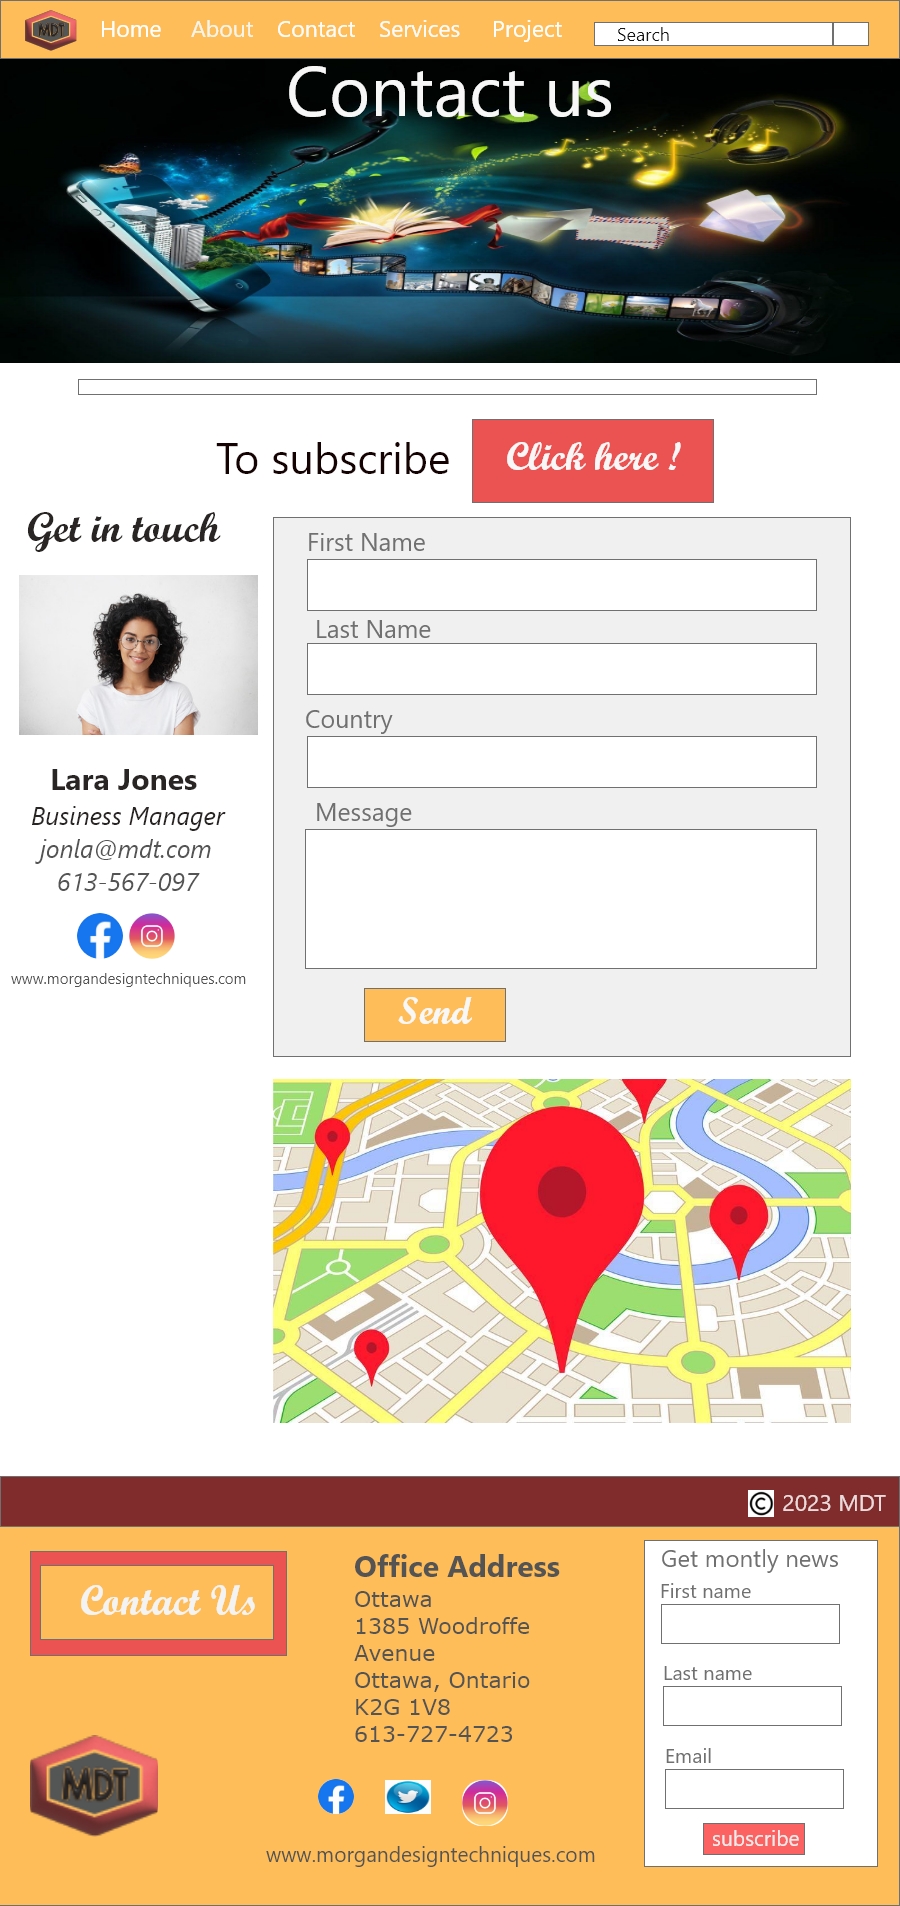 MDT
Home About Contact Services Project
Search
Contact us
To subscribe
Click here !
Get in touch
Lara Jones
Business Manager
jonla@mdt.com
613-567-097
www.morgandesigntechniques.com
First Name
Last Name
Country
Message
Send
© 2023 MDT
Contact Us
MDT
Office Address
Ottawa
1385 Woodroffe
Avenue
Ottawa, Ontario
K2G 1V8
613-727-4723
www.morgandesigntechniques.com
Get montly news
First name
Last name
Email
subscribe